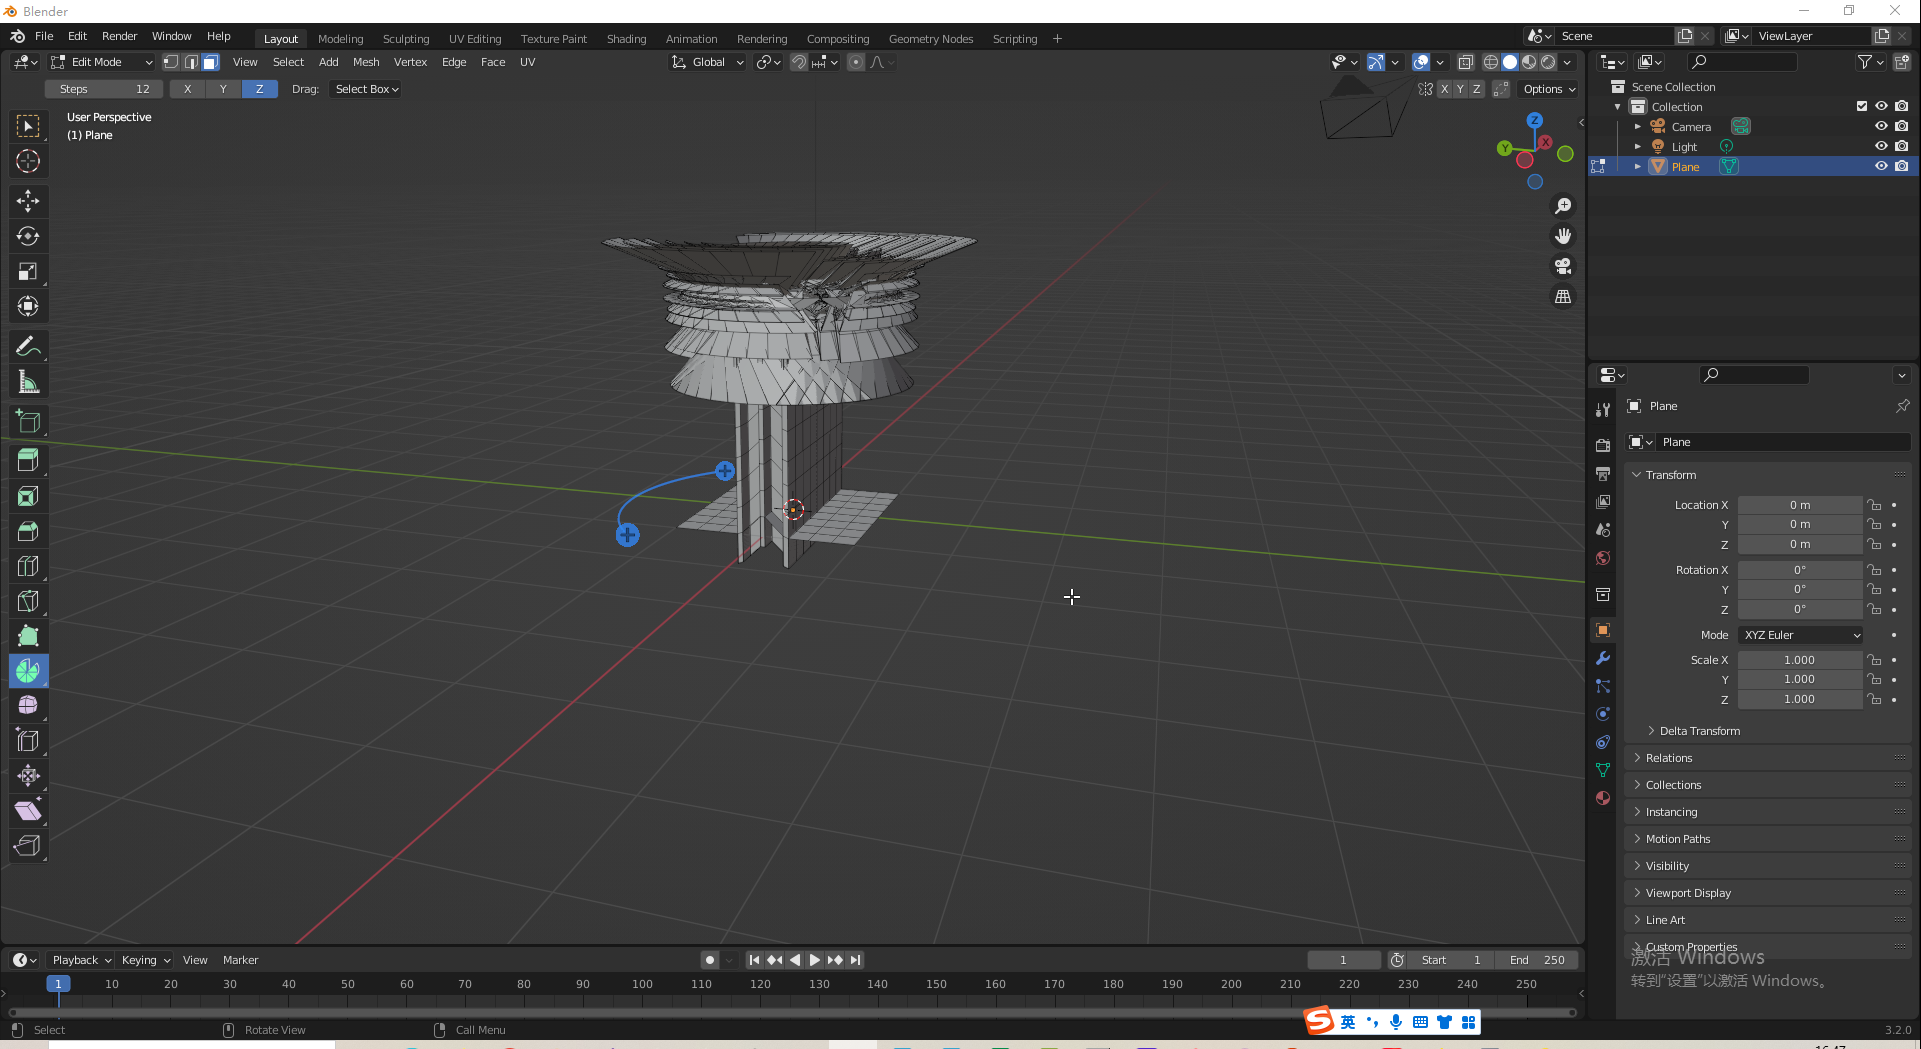 Blender
File Edit Render Window Help Layout Modeling Sculpting UV Editing Texture Paint Shading Animation Rendering Compositing Geometry Nodes Scripting Scene ViewLayer
Edit Mode View Select Add Mesh Vertex Edge Face UV Global
Steps 12 X Y Z Drag: Select Box X Y Z Options
User Perspective
(1) Plane
Z
X
Y
Scene Collection
Collection
Camera
Light
Plane
Plane
Plane
Transform
Location X 0 m
Y 0 m
Z 0 m
Rotation X 0°
Y 0°
Z 0°
Mode XYZ Euler
Scale X 1.000
Y 1.000
Z 1.000
Delta Transform
Relations
Collections
Instancing
Motion Paths
Visibility
Viewport Display
Line Art
Custom Properties
激活 Windows
转到“设置”以激活 Windows。
Playback Keying View Marker 1 Start 1 End 250
1 10 20 30 40 50 60 70 80 90 100 110 120 130 140 150 160 170 180 190 200 210 220 230 240 250
S 英
Select Rotate View Call Menu 3.2.0